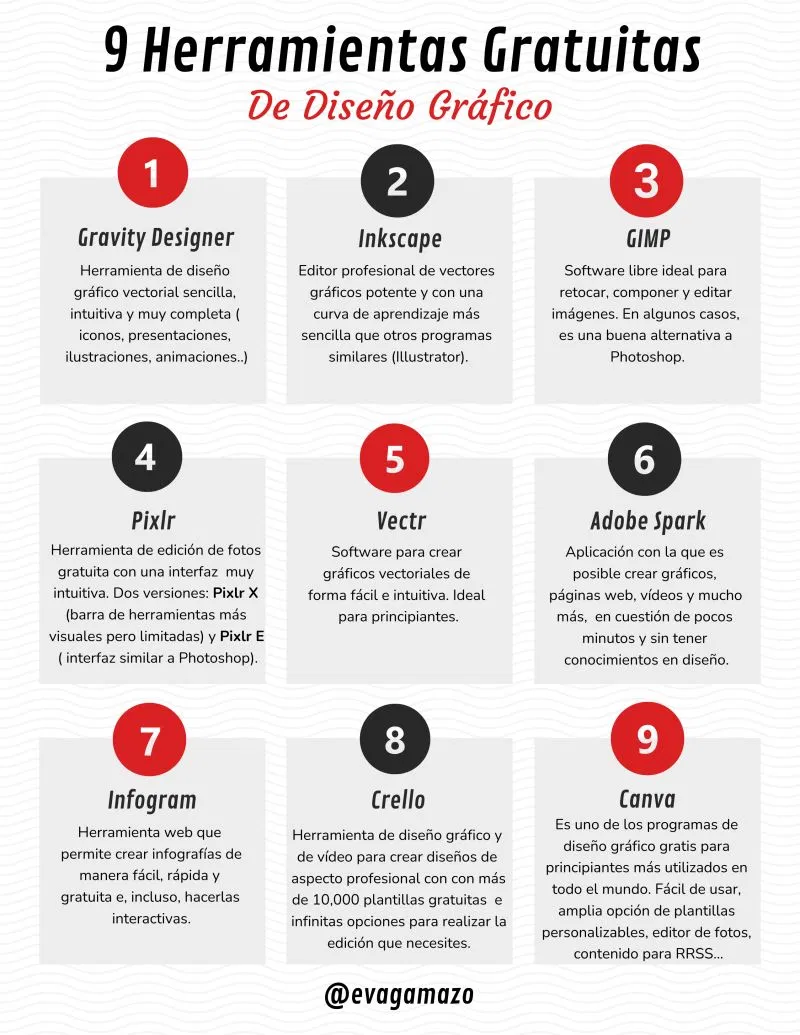 9 Herramientas Gratuitas
De Diseño Gráfico
1
Gravity Designer
Herramienta de diseño
gráfico vectorial sencilla,
intuitiva y muy completa (
iconos, presentaciones,
ilustraciones, animaciones..)
2
Inkscape
Editor profesional de vectores
gráficos potente y con una
curva de aprendizaje más
sencilla que otros programas
similares (Illustrator).
3
GIMP
Software libre ideal para
retocar, componer y editar
imágenes. En algunos casos,
es una buena alternativa a
Photoshop.
4
Pixlr
Herramienta de edición de fotos
gratuita con una interfaz  muy
intuitiva. Dos versiones: Pixlr X
(barra de herramientas más
visuales pero limitadas) y Pixlr E
( interfaz similar a Photoshop).
5
Vectr
Software para crear
gráficos vectoriales de
forma fácil e intuitiva. Ideal
para principiantes.
6
Adobe Spark
Aplicación con la que es
posible crear gráficos,
páginas web, vídeos y mucho
más,  en cuestión de pocos
minutos y sin tener
conocimientos en diseño.
7
Infogram
Herramienta web que
permite crear infografías de
manera fácil, rápida y
gratuita e, incluso, hacerlas
interactivas.
8
Crello
Herramienta de diseño gráfico y
de vídeo para crear diseños de
aspecto profesional con con más
de 10,000 plantillas gratuitas  e
infinitas opciones para realizar la
edición que necesites.
9
Canva
Es uno de los programas de
diseño gráfico gratis para
principiantes más utilizados en
todo el mundo. Fácil de usar,
amplia opción de plantillas
personalizables, editor de fotos,
contenido para RRSS...
@evagamazo